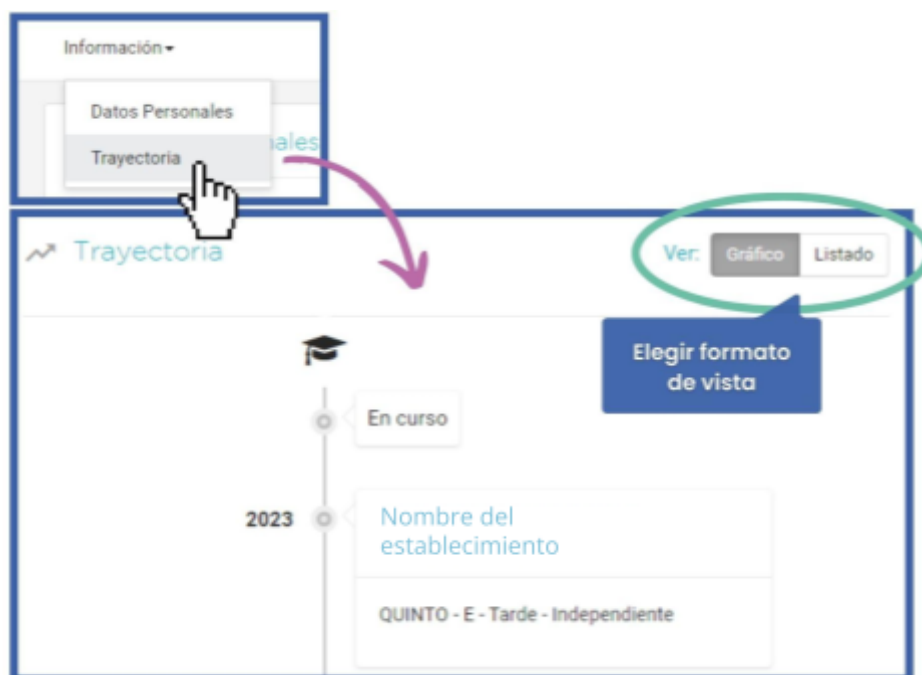 Información
Datos Personales
nales
Trayectoria
Trayectoria
Ver: Gráfico Listado
Elegir formato
de vista
En curso
2023
Nombre del
establecimiento
QUINTO - E - Tarde - Independiente